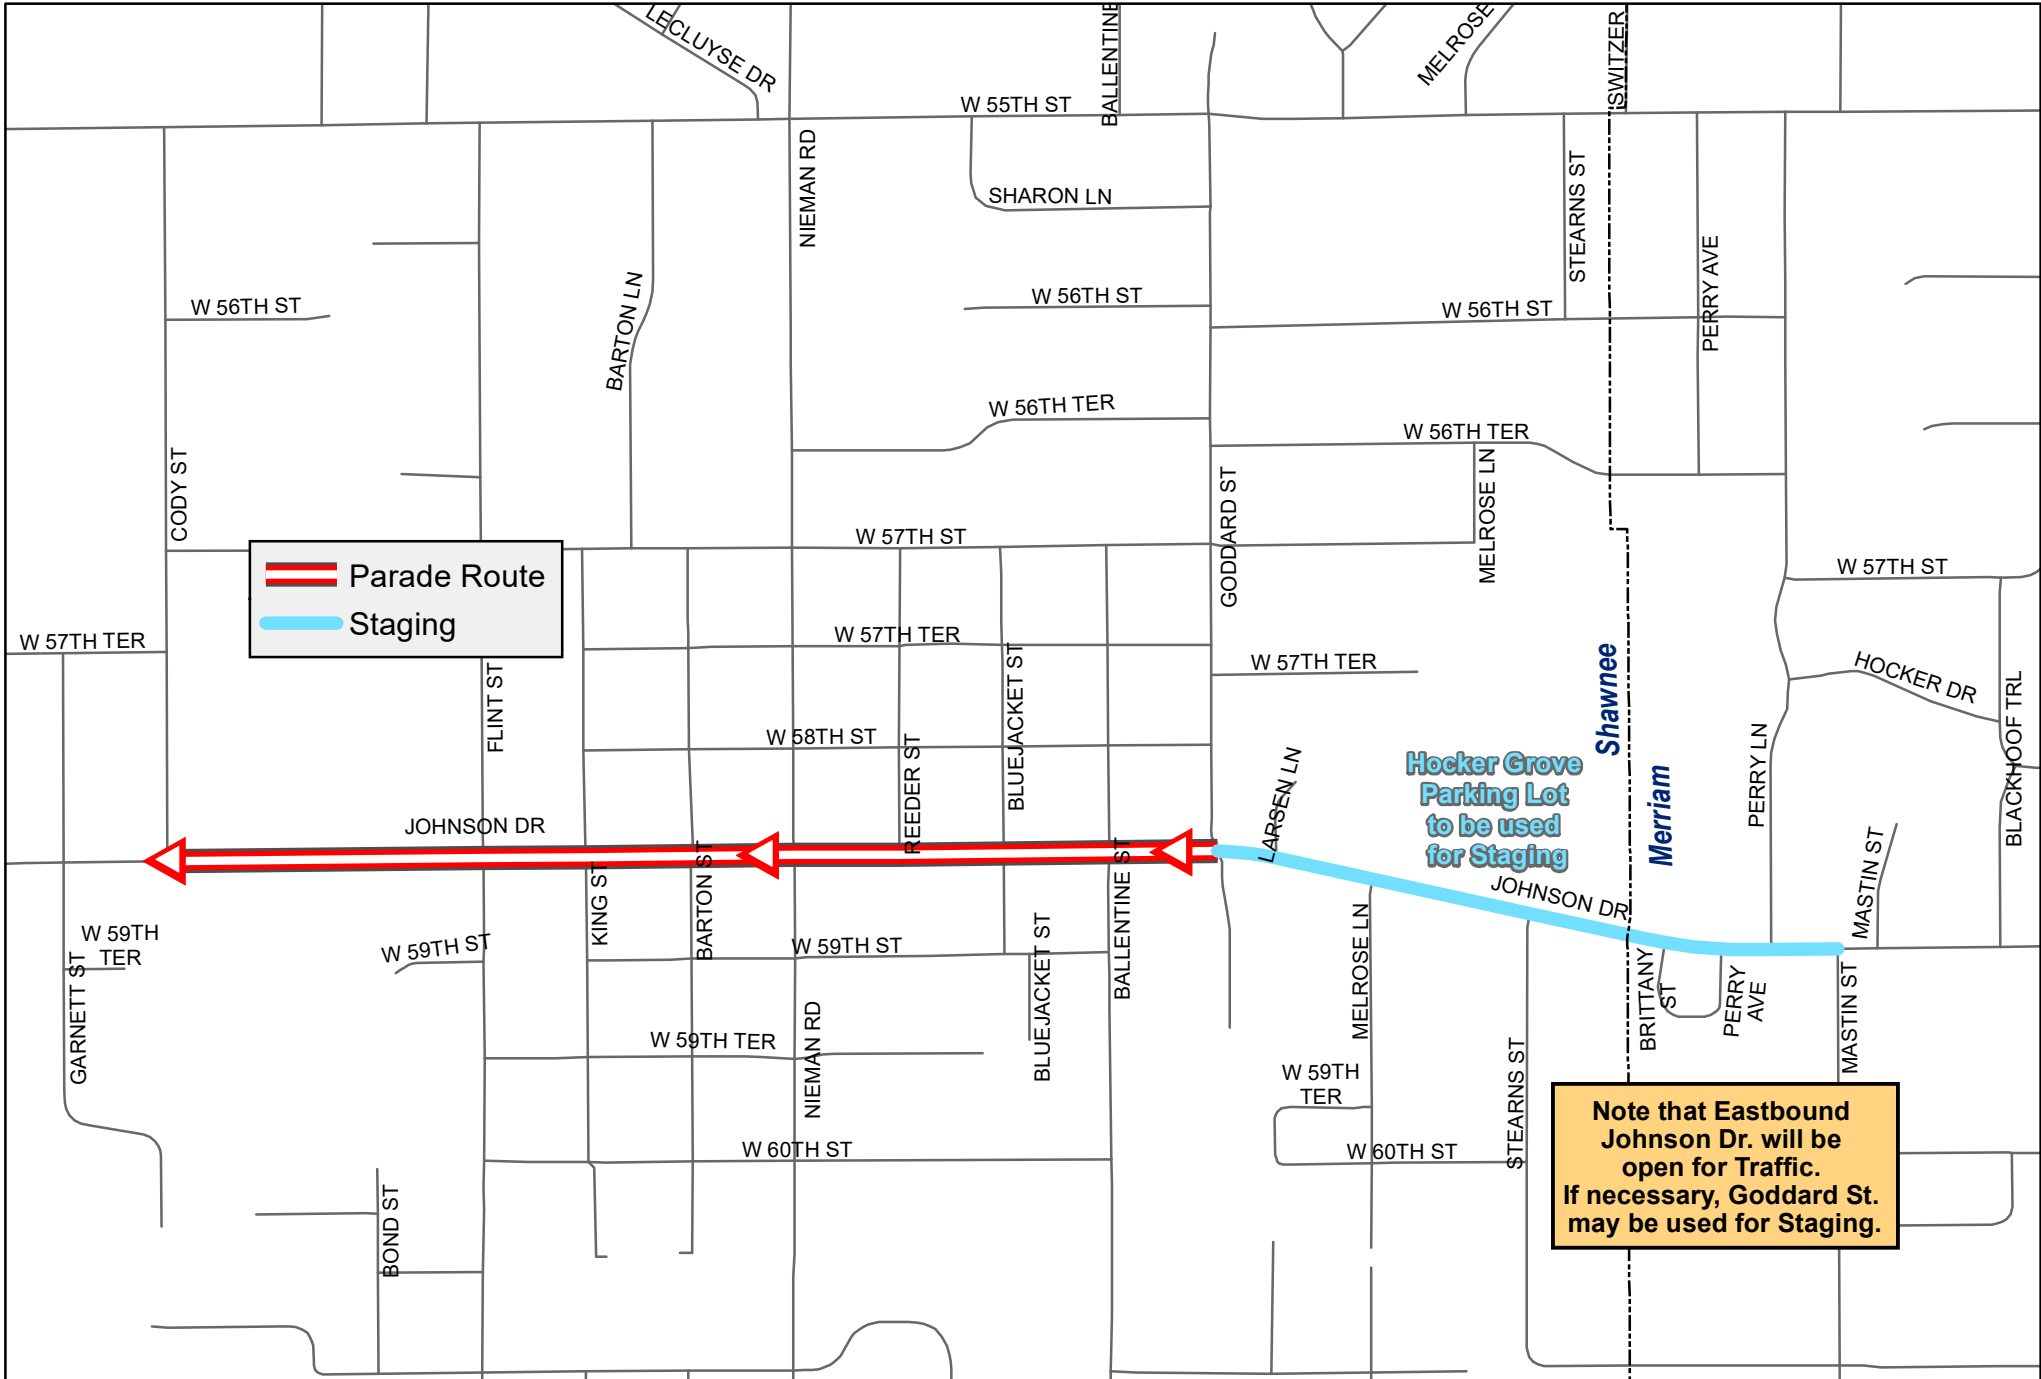 LECLUYSE DR
BALLENTINE
MELROSE
SWITZER
W 55TH ST
NIEMAN RD
SHARON LN
STEARNS ST
PERRY AVE
W 56TH ST
W 56TH ST
W 56TH ST
BARTON LN
W 56TH TER
W 56TH TER
CODY ST
GODDARD ST
MELROSE LN
W 57TH ST
W 57TH ST
Parade Route
Staging
W 57TH TER
W 57TH TER
W 57TH TER
FLINT ST
BLUEJACKET ST
Shawnee
Merriam
HOCKER DR
BLACKHOOF TRL
PERRY LN
W 58TH ST
REEDER ST
LARSEN LN
Hocker Grove
Parking Lot
to be used
for Staging
JOHNSON DR
JOHNSON DR
MASTIN ST
KING ST
BARTON ST
BALLENTINE ST
W 59TH
TER
W 59TH ST
W 59TH ST
GARNETT ST
BLUEJACKET ST
MELROSE LN
BRITTANY
ST
PERRY
AVE
MASTIN ST
W 59TH TER
NIEMAN RD
W 59TH
TER
STEARNS ST
W 60TH ST
W 60TH ST
BOND ST
Note that Eastbound
Johnson Dr. will be
open for Traffic.
If necessary, Goddard St.
may be used for Staging.